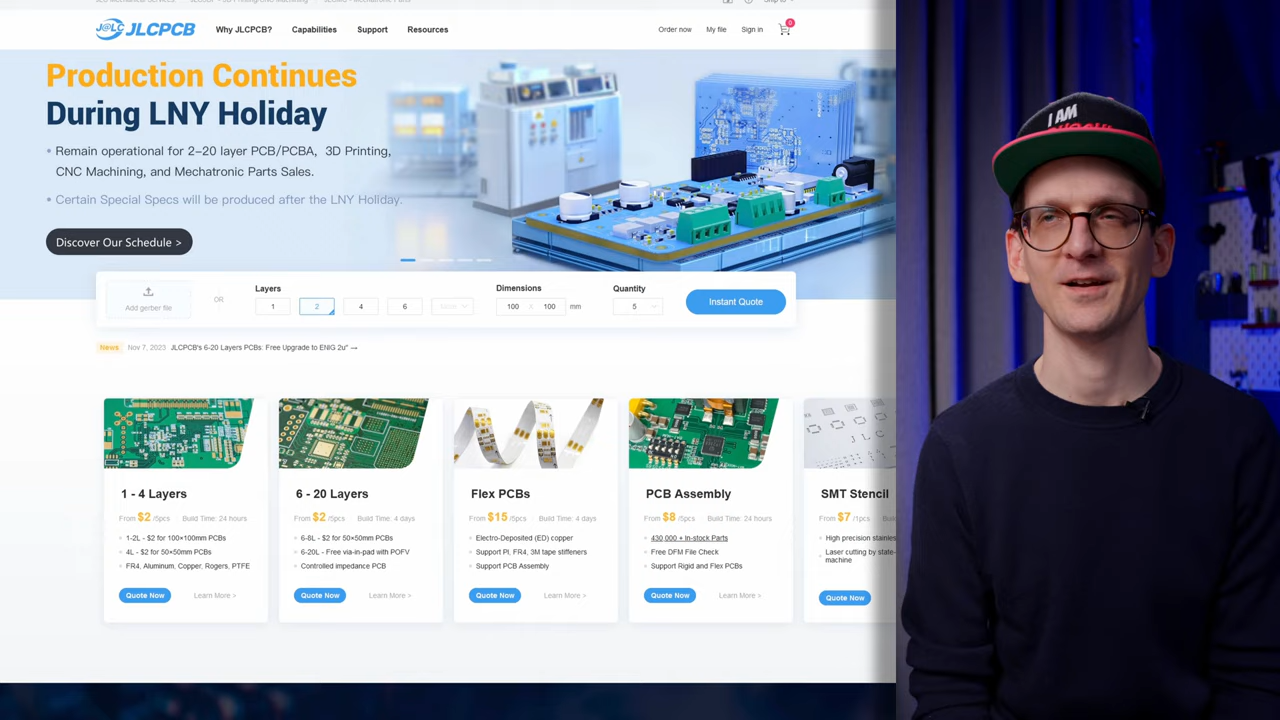 J@LC JLCPCB
Why JLCPCB?
Capabilities
Support
Resources
Order now
My file
Sign in
0
Production Continues
During LNY Holiday
• Remain operational for 2–20 layer PCB/PCBA, 3D Printing,
CNC Machining, and Mechatronic Parts Sales.
• Certain Special Specs will be produced after the LNY Holiday.
Discover Our Schedule >
Add gerber file
OR
Layers
1
2
4
6
Dimensions
100 X 100 mm
Quantity
5
Instant Quote
News Nov 7, 2023 JLCPCB's 6-20 Layers PCBs: Free Upgrade to ENIG 2u" →
1 - 4 Layers
From $2 /5pcs Build Time: 24 hours
1-2L - $2 for 100×100mm PCBs
4L - $2 for 50×50mm PCBs
FR4, Aluminum, Copper, Rogers, PTFE
Quote Now
Learn More >
6 - 20 Layers
From $2 /5pcs Build Time: 4 days
6-8L - $2 for 50×50mm PCBs
6-20L - Free via-in-pad with POFV
Controlled impedance PCB
Quote Now
Learn More >
Flex PCBs
From $15 /5pcs Build Time: 4 days
Electro-Deposited (ED) copper
Support PI, FR4, 3M tape stiffeners
Support PCB Assembly
Quote Now
Learn More >
PCB Assembly
From $8 /5pcs Build Time: 24 hours
430,000 + In-stock Parts
Free DFM File Check
Support Rigid and Flex PCBs
Quote Now
Learn More >
J L C
SMT Stencil
From $7 /1pcs
High precision
Laser cutting by
machine
Quote Now
I AM